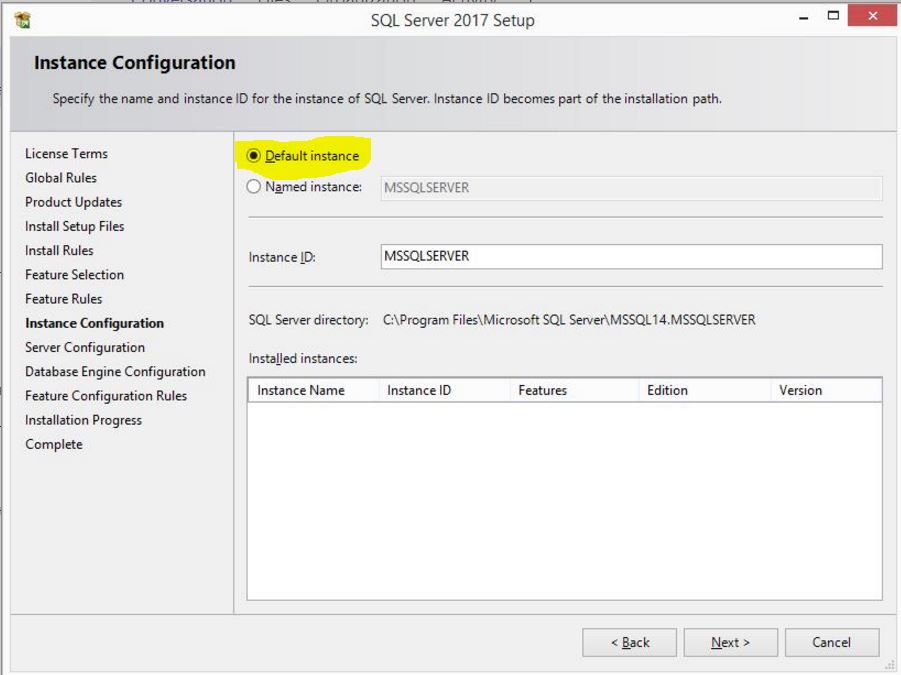 SQL Server 2017 Setup
Instance Configuration
Specify the name and instance ID for the instance of SQL Server. Instance ID becomes part of the installation path.
License Terms
Global Rules
Product Updates
Install Setup Files
Install Rules
Feature Selection
Feature Rules
Instance Configuration
Server Configuration
Database Engine Configuration
Feature Configuration Rules
Installation Progress
Complete
Default instance
Named instance: MSSQLSERVER
Instance ID: MSSQLSERVER
SQL Server directory: C:\Program Files\Microsoft SQL Server\MSSQL14.MSSQLSERVER
Installed instances:
Instance Name Instance ID Features Edition Version
< Back Next > Cancel